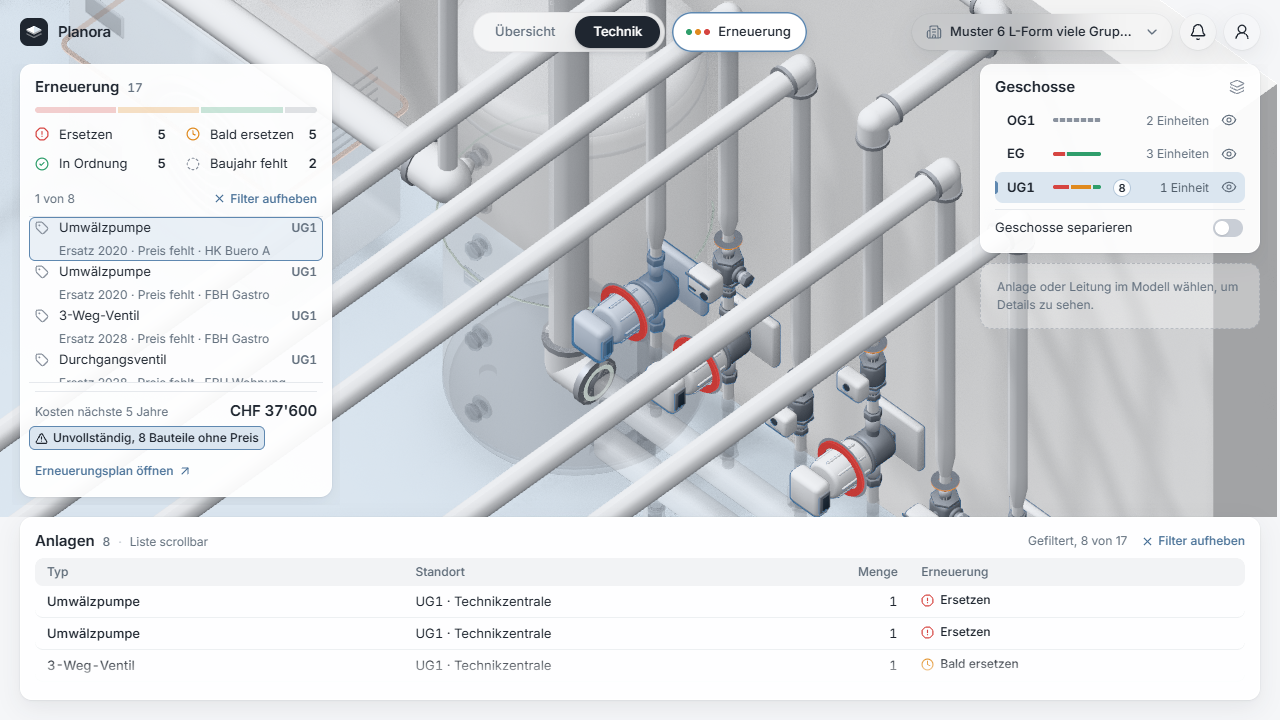 Planora
Übersicht
Technik
Erneuerung
Muster 6 L-Form viele Grup...
Erneuerung 17
Ersetzen 5
Bald ersetzen 5
In Ordnung 5
Baujahr fehlt 2
1 von 8
Filter aufheben
Umwälzpumpe UG1
Ersatz 2020 · Preis fehlt · HK Buero A
Umwälzpumpe UG1
Ersatz 2020 · Preis fehlt · FBH Gastro
3-Weg-Ventil UG1
Ersatz 2028 · Preis fehlt · FBH Gastro
Durchgangsventil UG1
Ersatz 2028 · Preis fehlt · FBH Wohnung
Kosten nächste 5 Jahre CHF 37'600
Unvollständig, 8 Bauteile ohne Preis
Erneuerungsplan öffnen
Geschosse
OG1 2 Einheiten
EG 3 Einheiten
UG1 8 1 Einheit
Geschosse separieren
Anlage oder Leitung im Modell wählen, um
Details zu sehen.
Anlagen 8 · Liste scrollbar
Gefiltert, 8 von 17
Filter aufheben
Typ Standort Menge Erneuerung
Umwälzpumpe UG1 · Technikzentrale 1 Ersetzen
Umwälzpumpe UG1 · Technikzentrale 1 Ersetzen
3-Weg-Ventil UG1 · Technikzentrale 1 Bald ersetzen